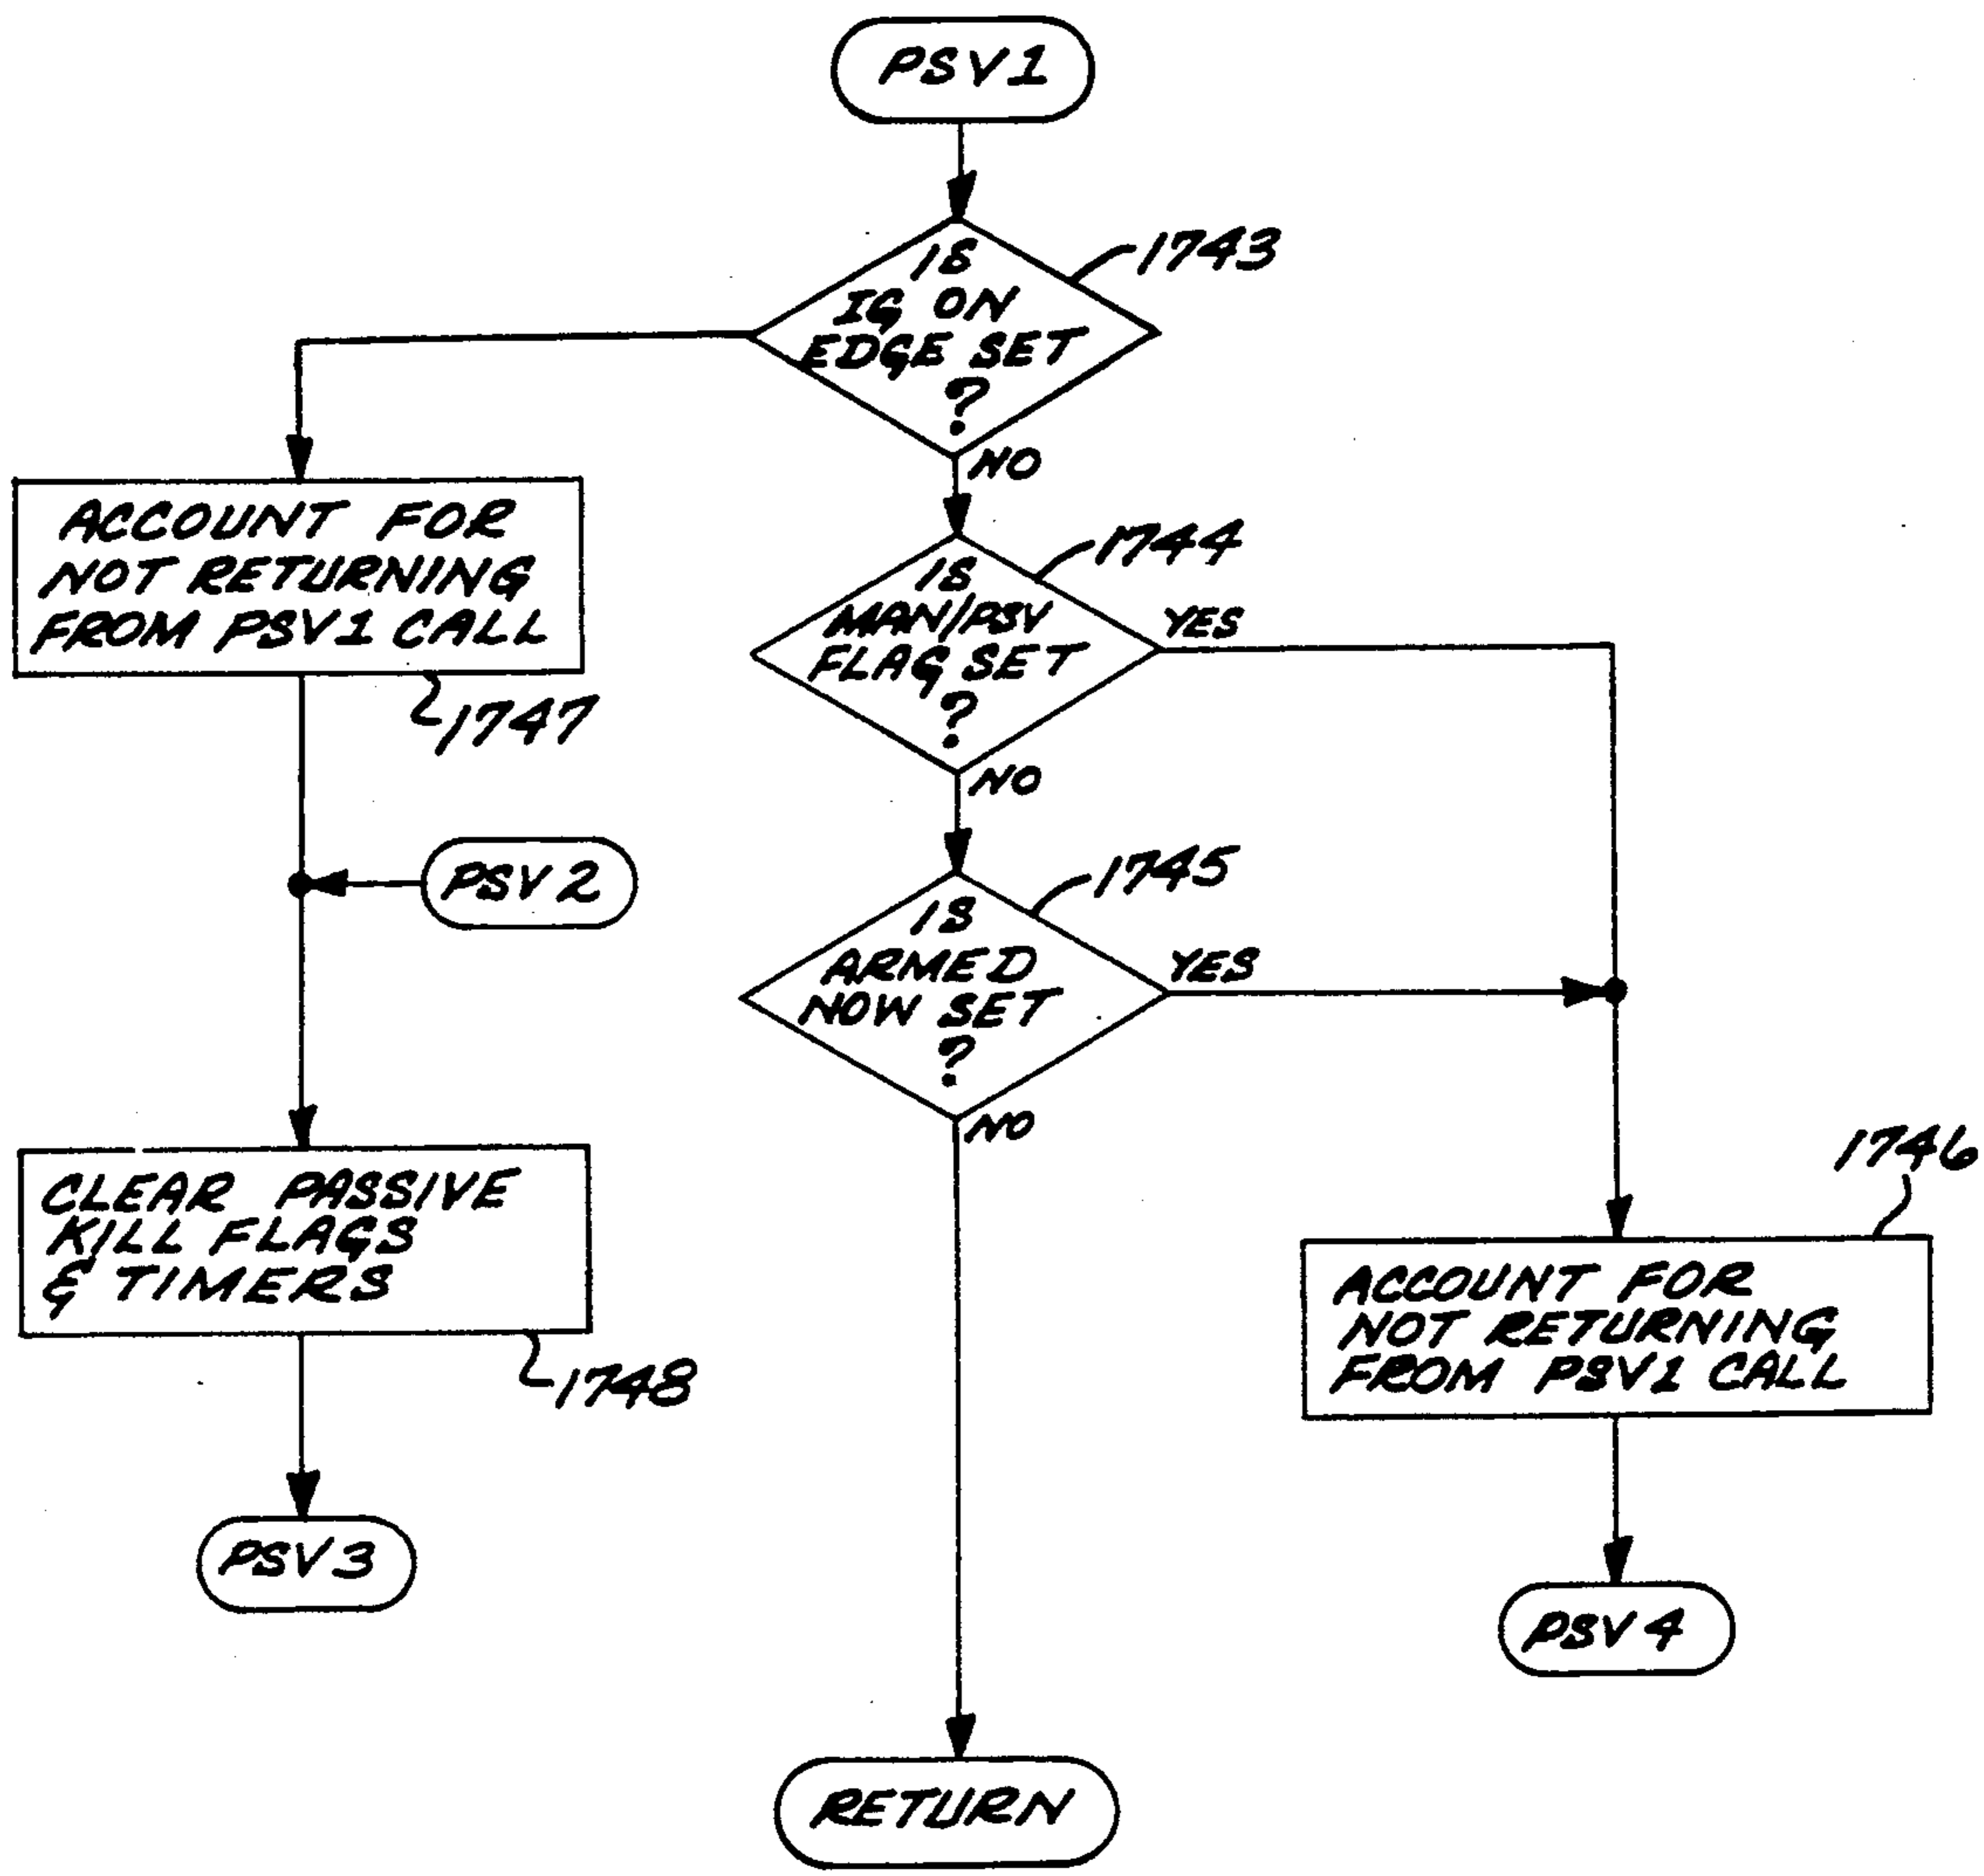 PSV1
1743
IS
IG ON
EDGE SET
?
NO
ACCOUNT FOR
NOT RETURNING
FROM PSV1 CALL
1747
1744
IS
MAN/PSV
FLAG SET
?
YES
NO
PSV2
1745
IS
ARMED
NOW SET
?
YES
NO
CLEAR PASSIVE
KILL FLAGS
& TIMERS
1748
1746
ACCOUNT FOR
NOT RETURNING
FROM PSV1 CALL
PSV3
PSV4
RETURN